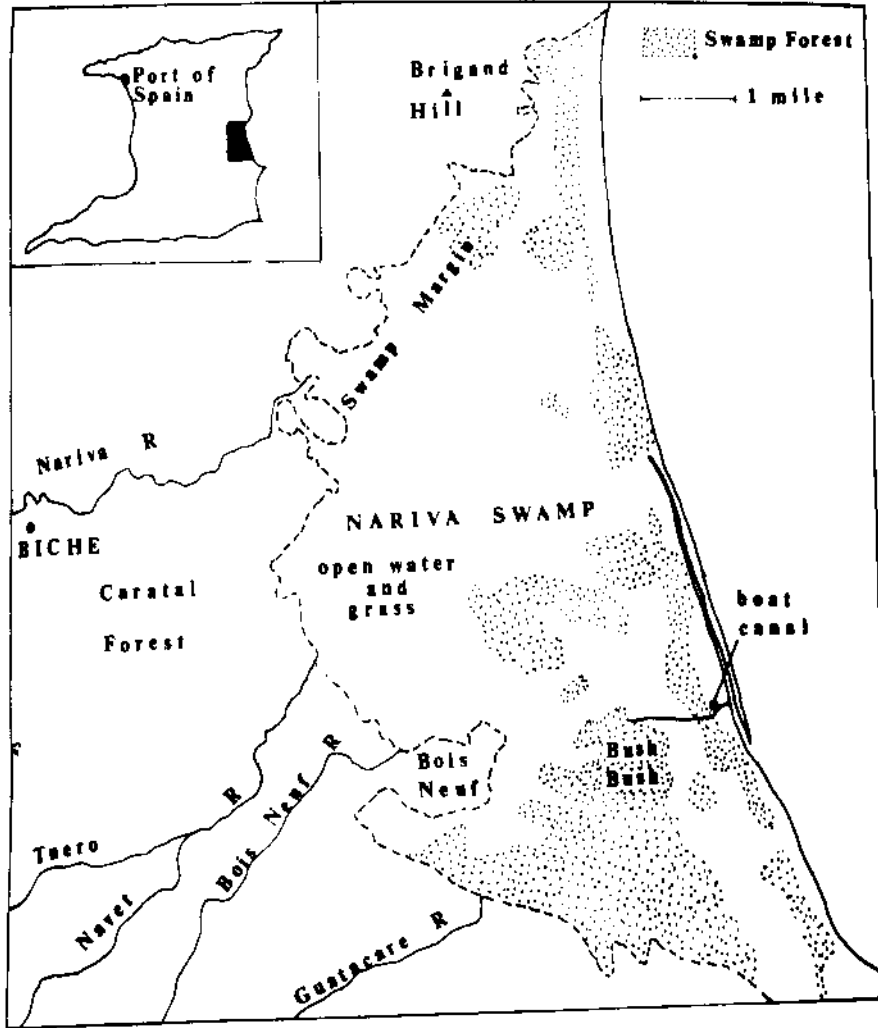 Port of
Spain
Brigand
Hill
Swamp Forest
1 mile
Swamp Margin
Nariva R
BICHE
Caratal
Forest
NARIVA SWAMP
open water
and
grass
boat
canal
Bush
Bush
Bois
Neuf
Tuero
Navet R
Bois Neuf R
Guatacare R